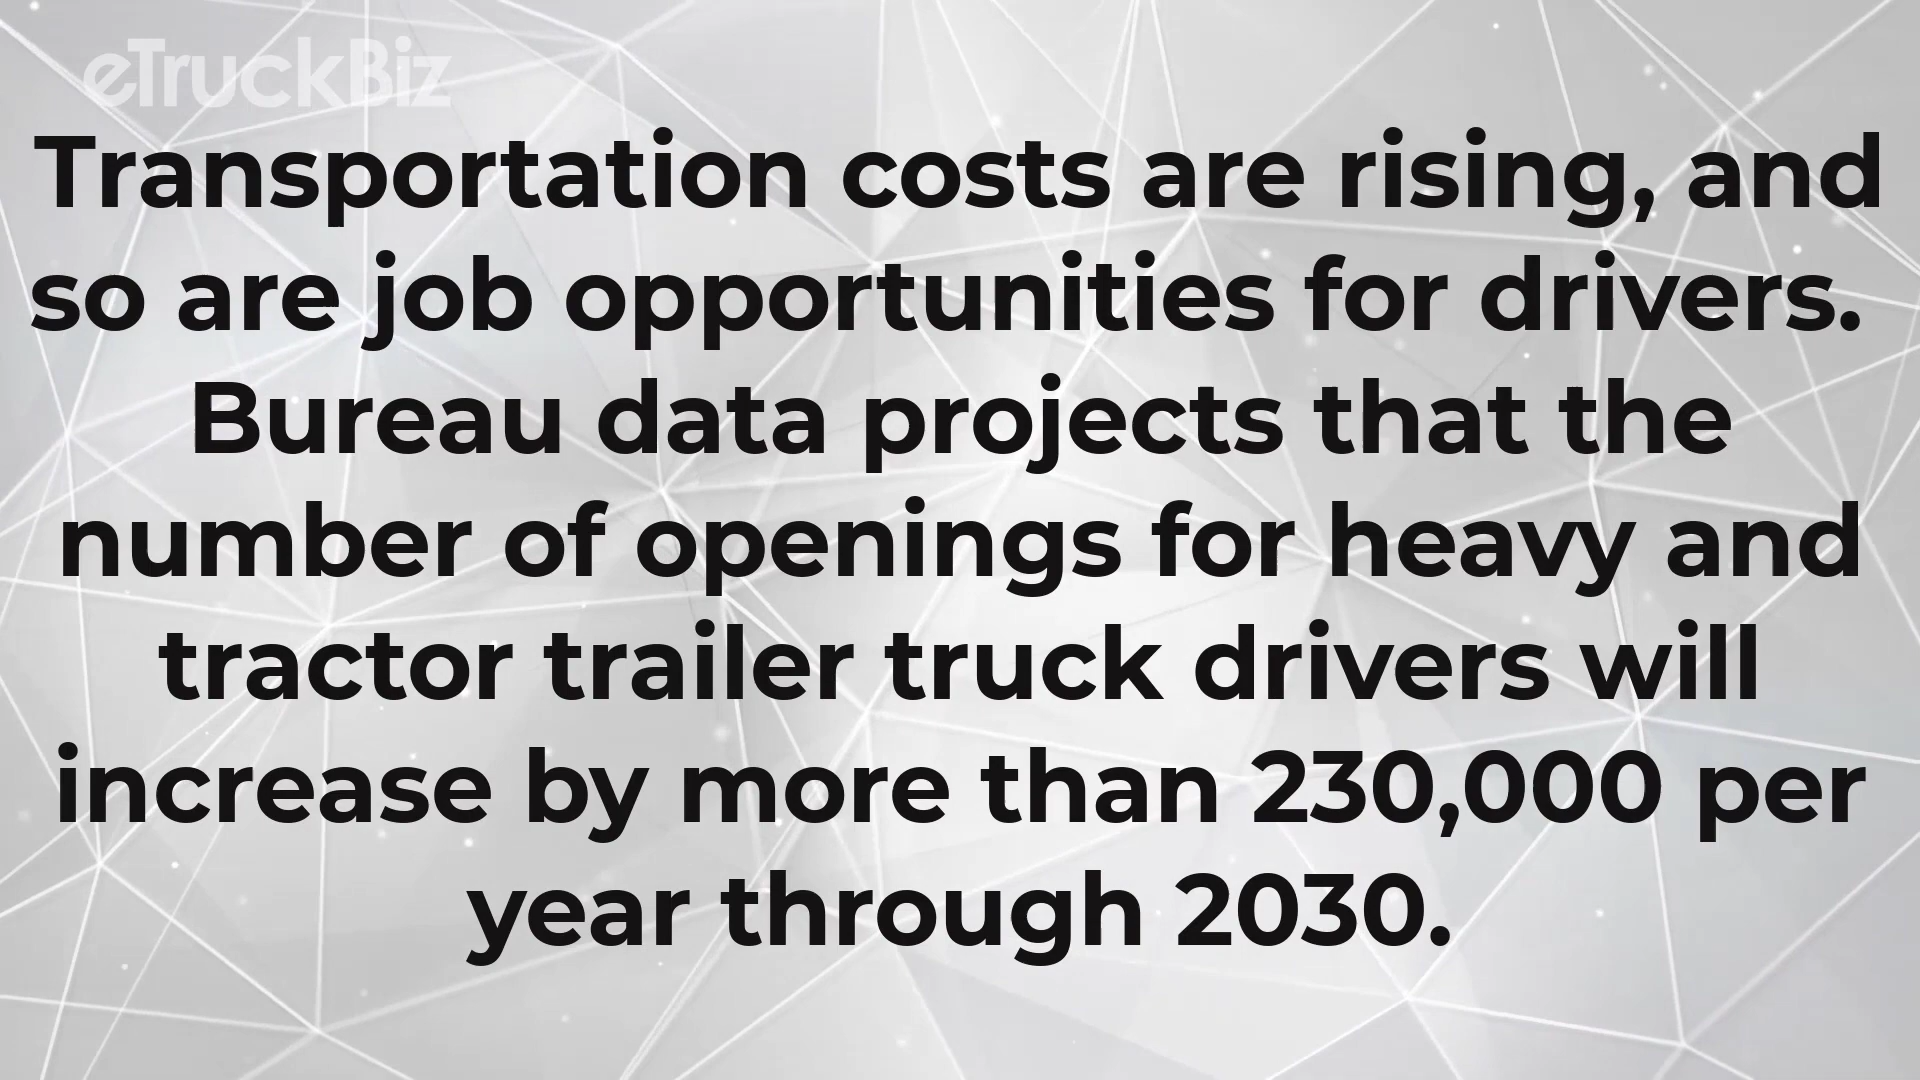 eTruckBiz
Transportation costs are rising, and
so are job opportunities for drivers.
Bureau data projects that the
number of openings for heavy and
tractor trailer truck drivers will
increase by more than 230,000 per
year through 2030.